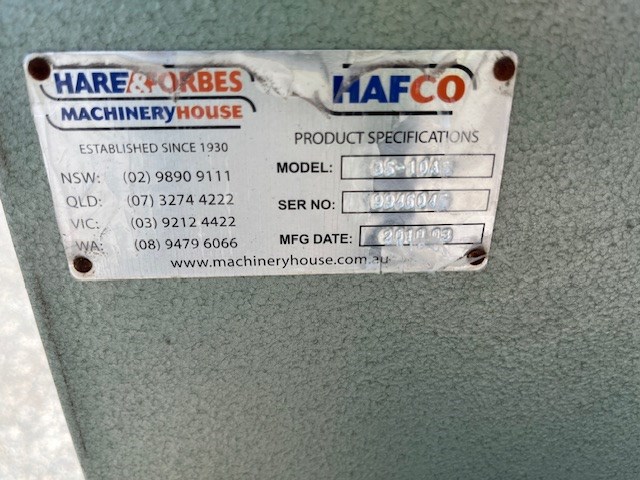 HARE & FORBES
MACHINERYHOUSE
ESTABLISHED SINCE 1930
NSW: (02) 9890 9111
QLD: (07) 3274 4222
VIC: (03) 9212 4422
WA: (08) 9479 6066
HAFCO
PRODUCT SPECIFICATIONS
MODEL:
SER NO:
MFG DATE:
www.machineryhouse.com.au